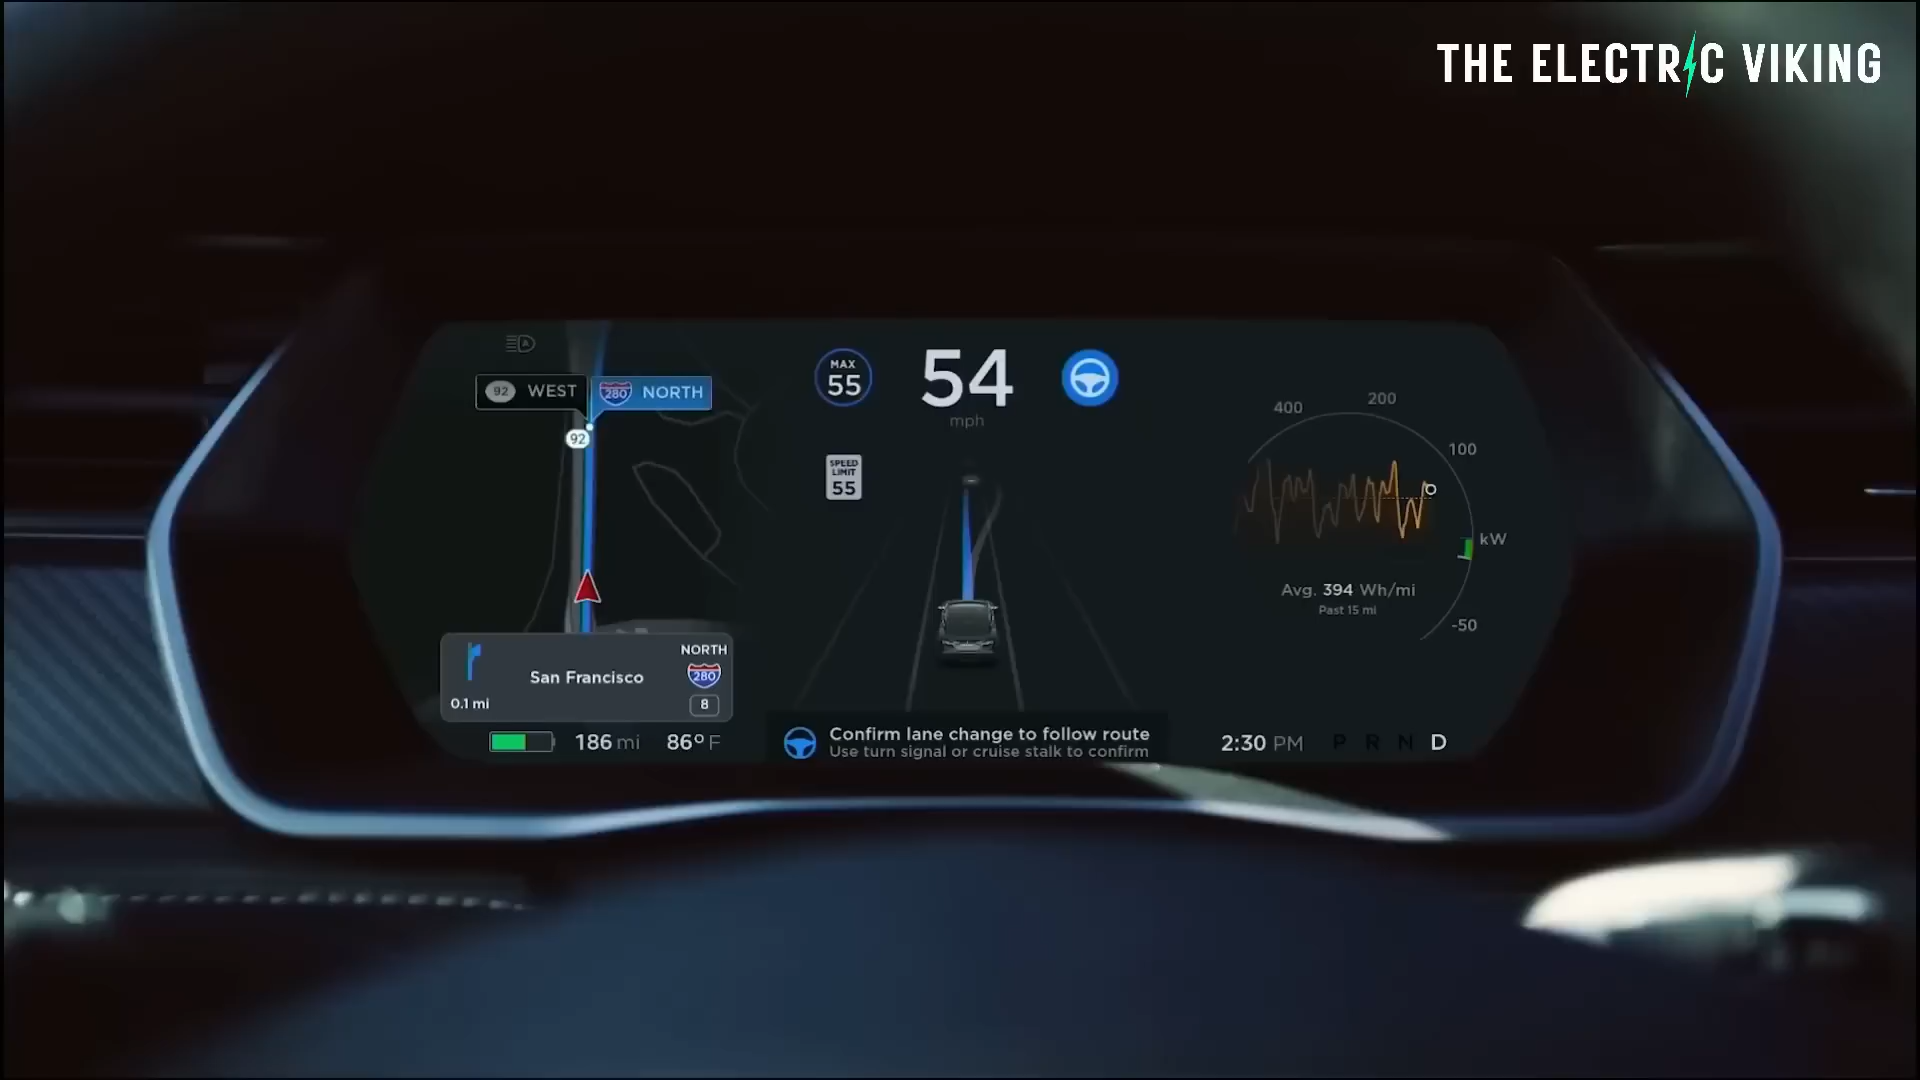 THE ELECTRIC VIKING
A
92 WEST
280 NORTH
92
MAX
55
54
mph
SPEED
LIMIT
55
400
200
100
kW
-50
Avg. 394 Wh/mi
Past 15 mi
NORTH
San Francisco
280
0.1 mi
8
186 mi 86° F
Confirm lane change to follow route
Use turn signal or cruise stalk to confirm
2:30 PM P R N D